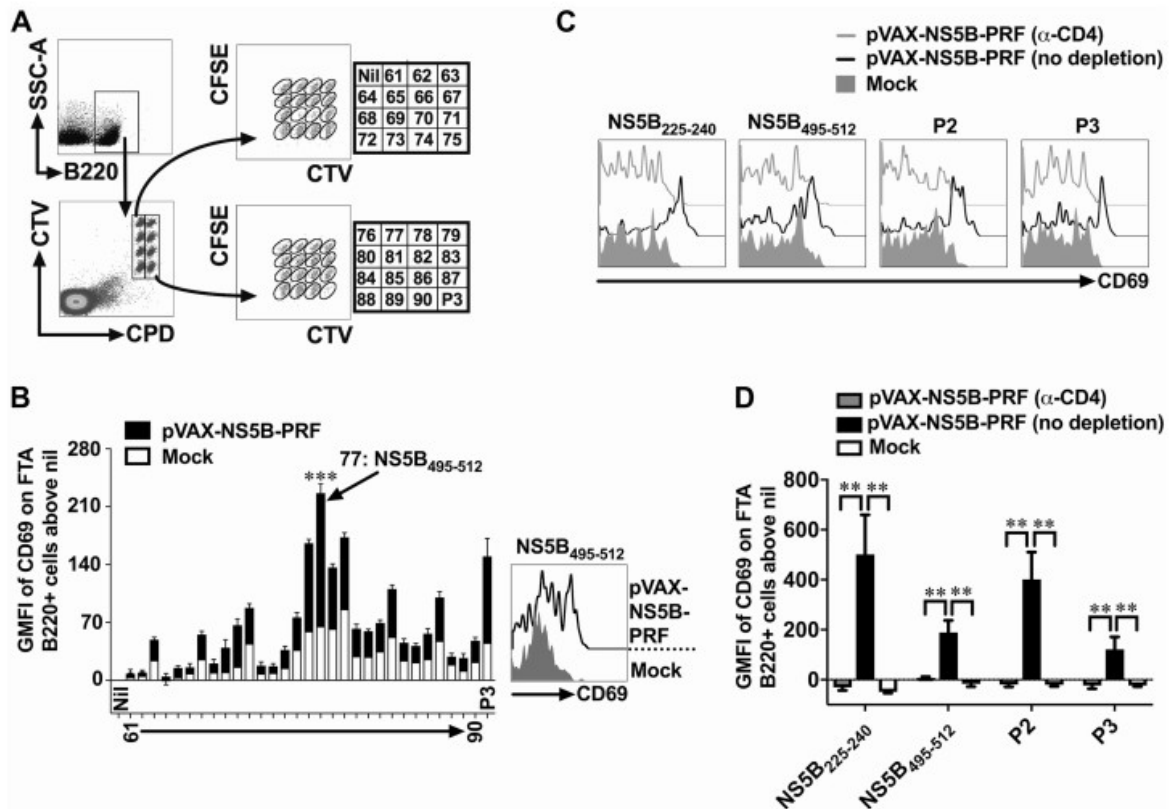 A
SSC-A
B220
CTV
CPD
CFSE
CTV
Nil 61 62 63
64 65 66 67
68 69 70 71
72 73 74 75
CFSE
CTV
76 77 78 79
80 81 82 83
84 85 86 87
88 89 90 P3
B
pVAX-NS5B-PRF
Mock
GMFI of CD69 on FTA
B220+ cells above nil
280
210
140
70
0
***
77: NS5B495-512
Nil
61
90
P3
NS5B495-512
pVAX-
NS5B-
PRF
Mock
CD69
C
pVAX-NS5B-PRF (α-CD4)
pVAX-NS5B-PRF (no depletion)
Mock
NS5B225-240
NS5B495-512
P2
P3
CD69
D
pVAX-NS5B-PRF (α-CD4)
pVAX-NS5B-PRF (no depletion)
Mock
GMFI of CD69 on FTA
B220+ cells above nil
800
600
400
200
0
** **
** **
** **
** **
NS5B225-240
NS5B495-512
P2
P3